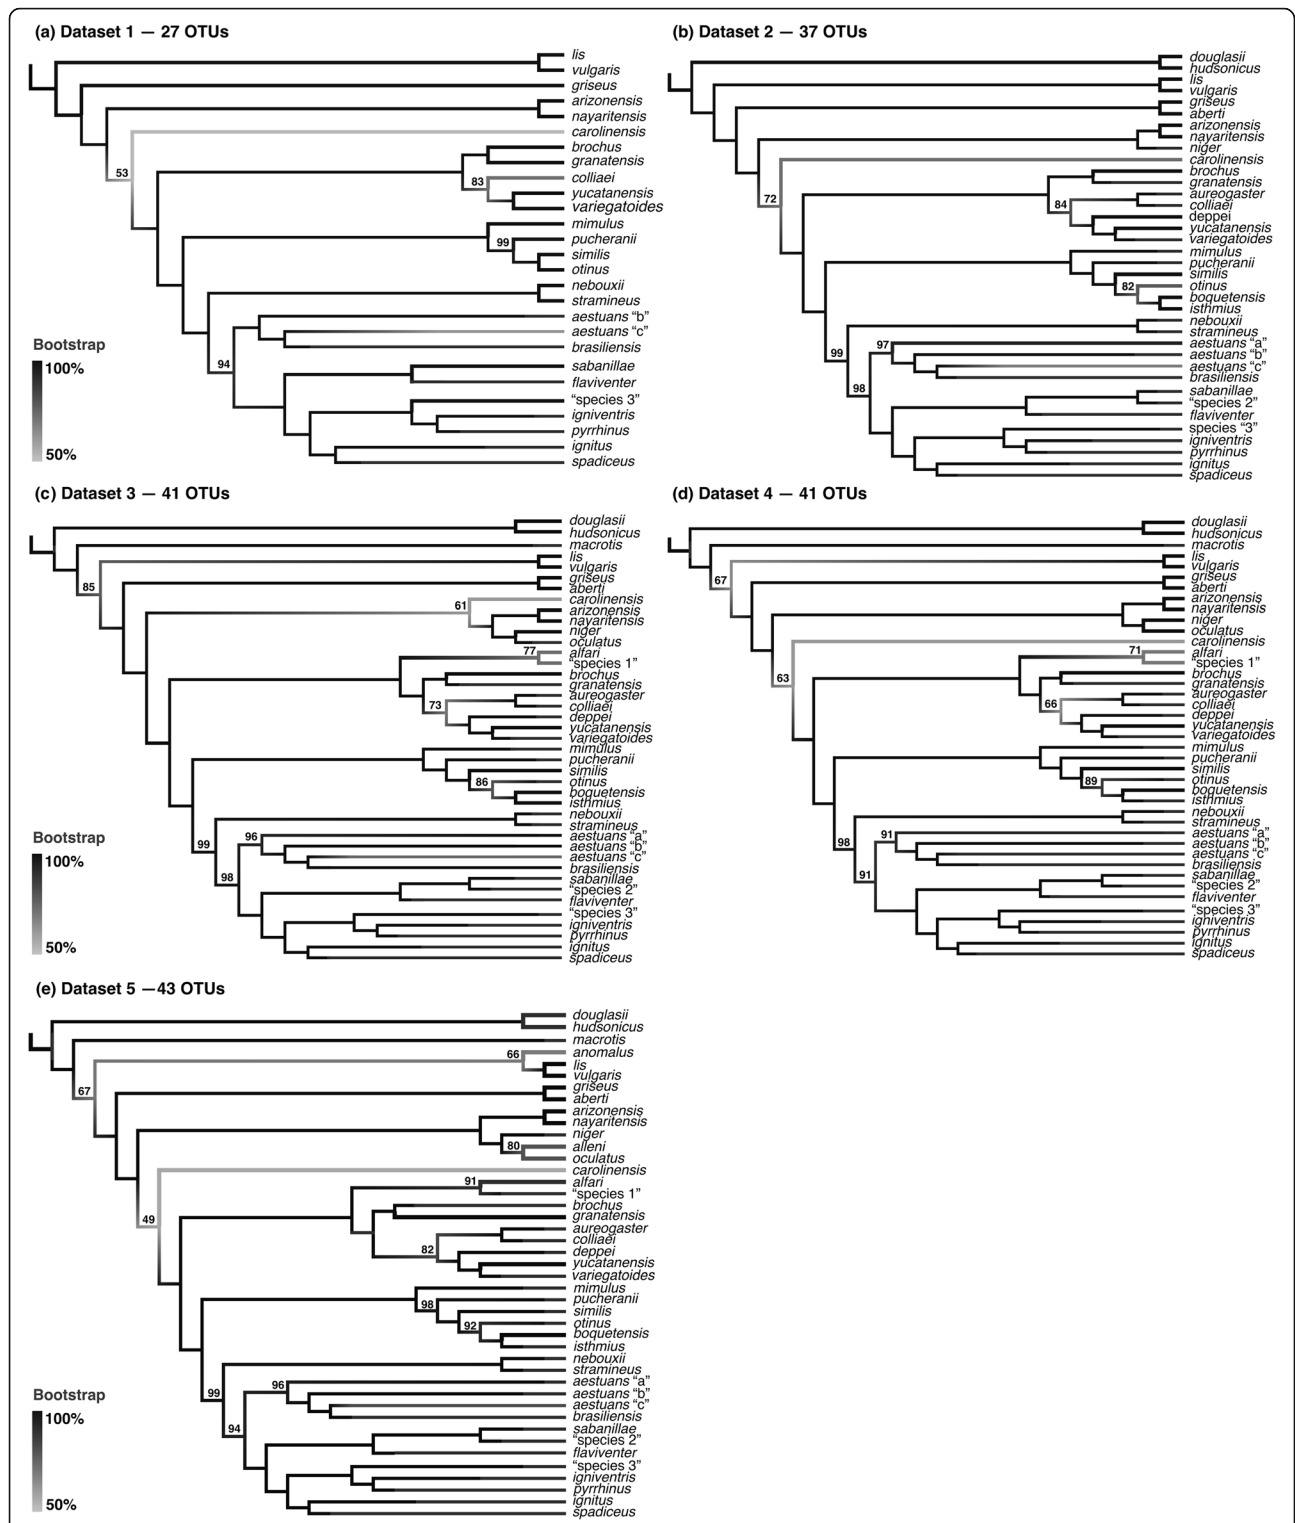 (a) Dataset 1 — 27 OTUs
lis
vulgaris
griseus
arizonensis
nayaritensis
carolinensis
53
brochus
granatensis
colliaei
83
yucatanensis
variegatoides
mimulus
pucheranii
99
similis
otinus
nebouxii
stramineus
aestuans “b”
aestuans “c”
brasiliensis
94
sabanillae
flaviventer
“species 3”
igniventris
pyrrhinus
ignitus
spadiceus
Bootstrap
100%
50%
(b) Dataset 2 — 37 OTUs
douglasii
hudsonicus
lis
vulgaris
griseus
aberti
arizonensis
nayaritensis
niger
carolinensis
72
brochus
granatensis
aureogaster
84
colliaei
deppei
yucatanensis
variegatoides
mimulus
pucheranii
similis
82
otinus
boquetensis
isthmius
nebouxii
stramineus
99
97
aestuans “a”
aestuans “b”
aestuans “c”
brasiliensis
98
sabanillae
“species 2”
flaviventer
species “3”
igniventris
pyrrhinus
ignitus
spadiceus
(c) Dataset 3 — 41 OTUs
douglasii
hudsonicus
macrotis
lis
vulgaris
85
griseus
aberti
carolinensis
61
arizonensis
nayaritensis
niger
oculatus
77
alfari
“species 1”
brochus
granatensis
aureogaster
73
colliaei
deppei
yucatanensis
variegatoides
mimulus
pucheranii
similis
86
otinus
boquetensis
isthmius
nebouxii
stramineus
99
96
aestuans “a”
aestuans “b”
aestuans “c”
brasiliensis
98
sabanillae
“species 2”
flaviventer
“species 3”
igniventris
pyrrhinus
ignitus
spadiceus
Bootstrap
100%
50%
(d) Dataset 4 — 41 OTUs
douglasii
hudsonicus
macrotis
lis
vulgaris
67
griseus
aberti
arizonensis
nayaritensis
niger
oculatus
carolinensis
63
71
alfari
“species 1”
brochus
granatensis
aureogaster
66
colliaei
deppei
yucatanensis
variegatoides
mimulus
pucheranii
similis
89
otinus
boquetensis
isthmius
nebouxii
stramineus
98
91
aestuans “a”
aestuans “b”
aestuans “c”
brasiliensis
91
sabanillae
“species 2”
flaviventer
“species 3”
igniventris
pyrrhinus
ignitus
spadiceus
(e) Dataset 5 —43 OTUs
douglasii
hudsonicus
macrotis
66
anomalus
lis
vulgaris
67
griseus
aberti
arizonensis
nayaritensis
niger
80
alleni
oculatus
carolinensis
49
91
alfari
“species 1”
brochus
granatensis
aureogaster
colliaei
82
deppei
yucatanensis
variegatoides
mimulus
98
pucheranii
similis
92
otinus
boquetensis
isthmius
nebouxii
stramineus
99
96
aestuans “a”
aestuans “b”
aestuans “c”
brasiliensis
94
sabanillae
“species 2”
flaviventer
“species 3”
igniventris
pyrrhinus
ignitus
spadiceus
Bootstrap
100%
50%